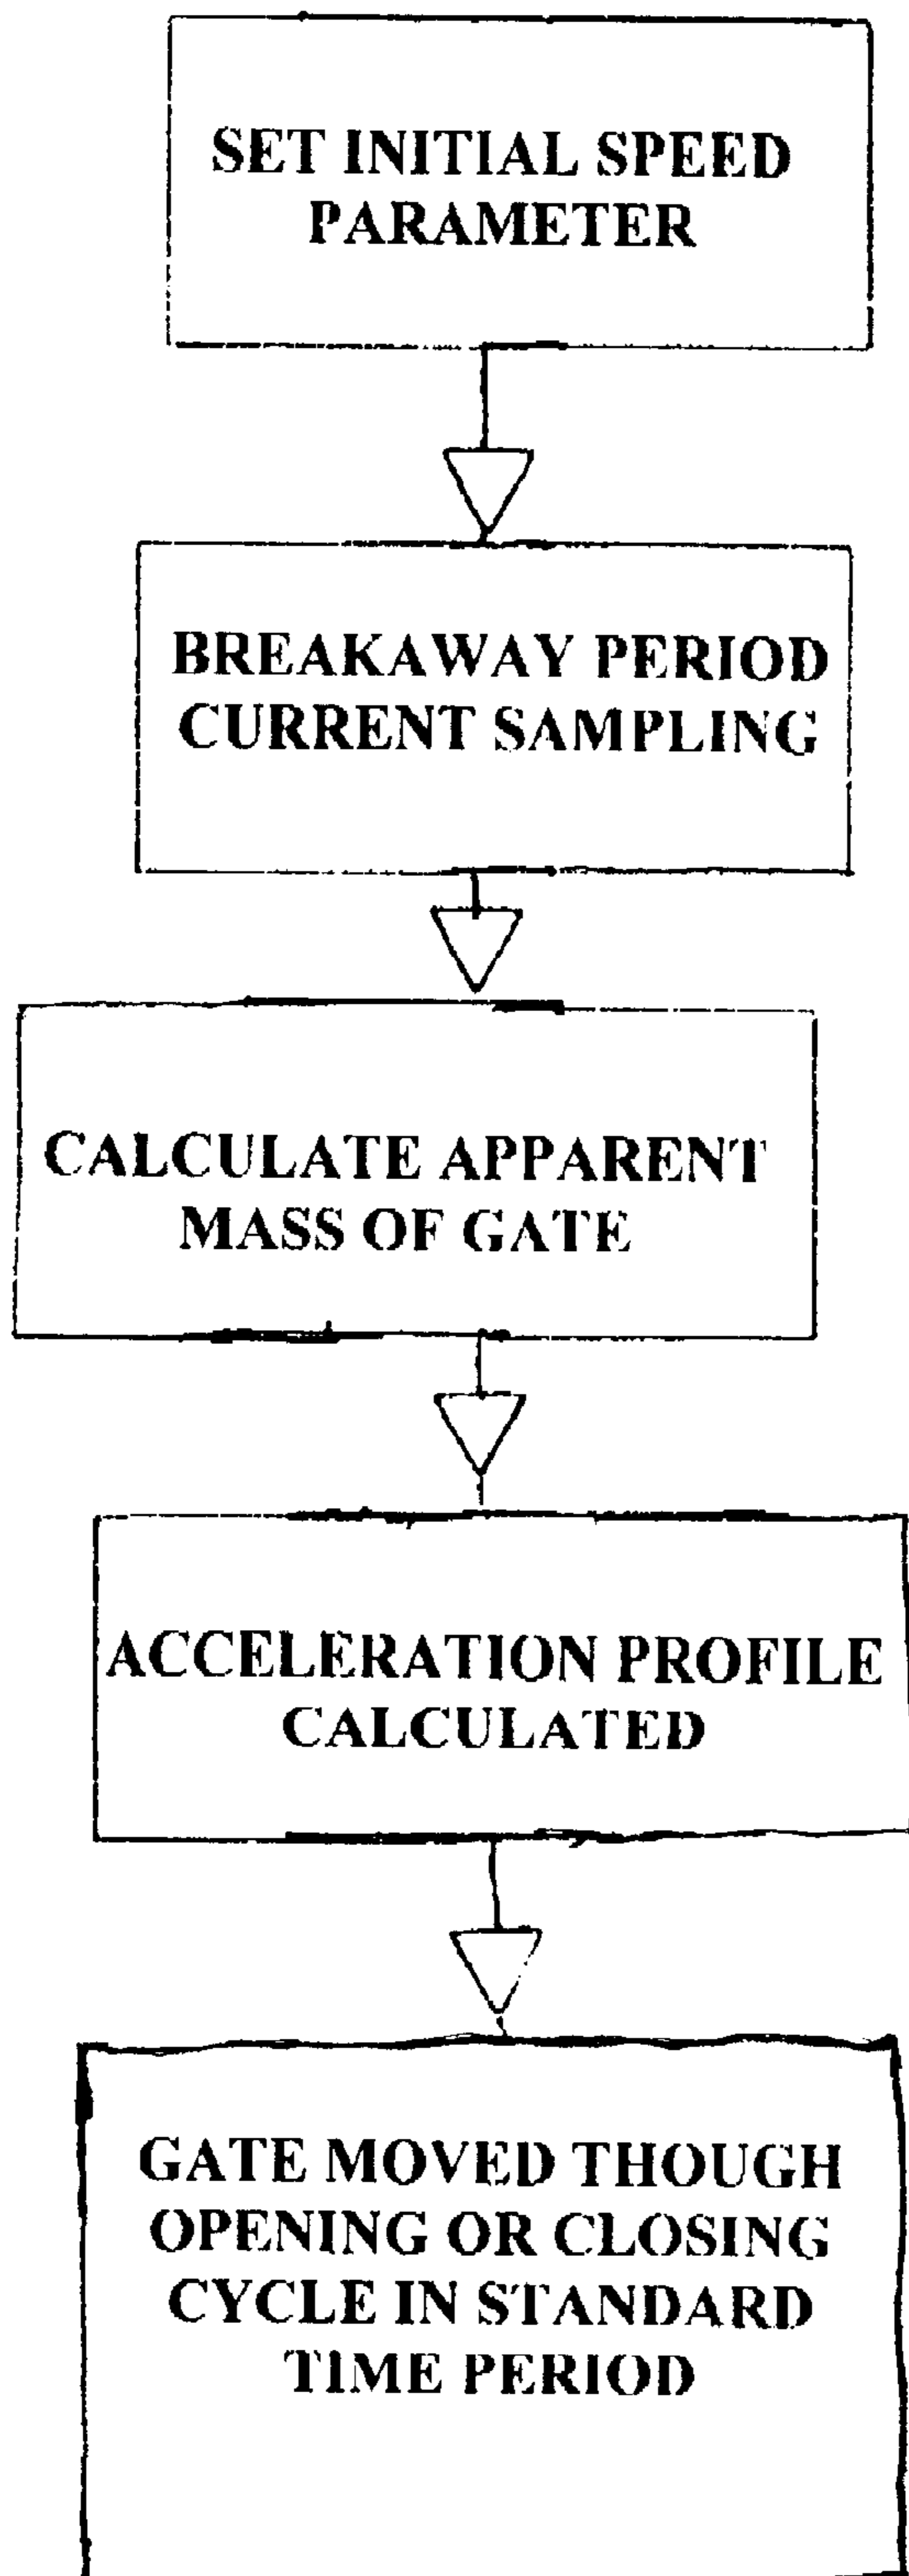 SET INITIAL SPEED
PARAMETER
BREAKAWAY PERIOD
CURRENT SAMPLING
CALCULATE APPARENT
MASS OF GATE
ACCELERATION PROFILE
CALCULATED
GATE MOVED THOUGH
OPENING OR CLOSING
CYCLE IN STANDARD
TIME PERIOD